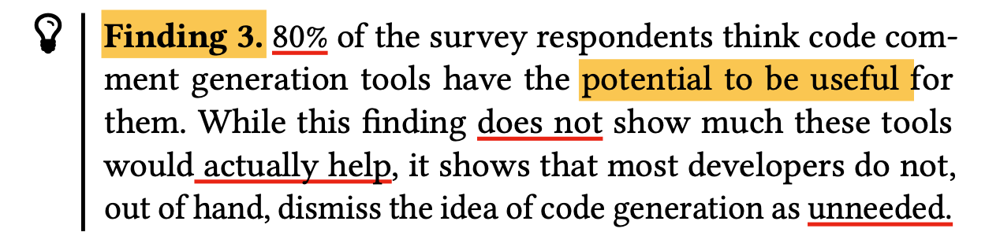 Finding 3. 80% of the survey respondents think code com-
ment generation tools have the potential to be useful for
them. While this finding does not show much these tools
would actually help, it shows that most developers do not,
out of hand, dismiss the idea of code generation as unneeded.